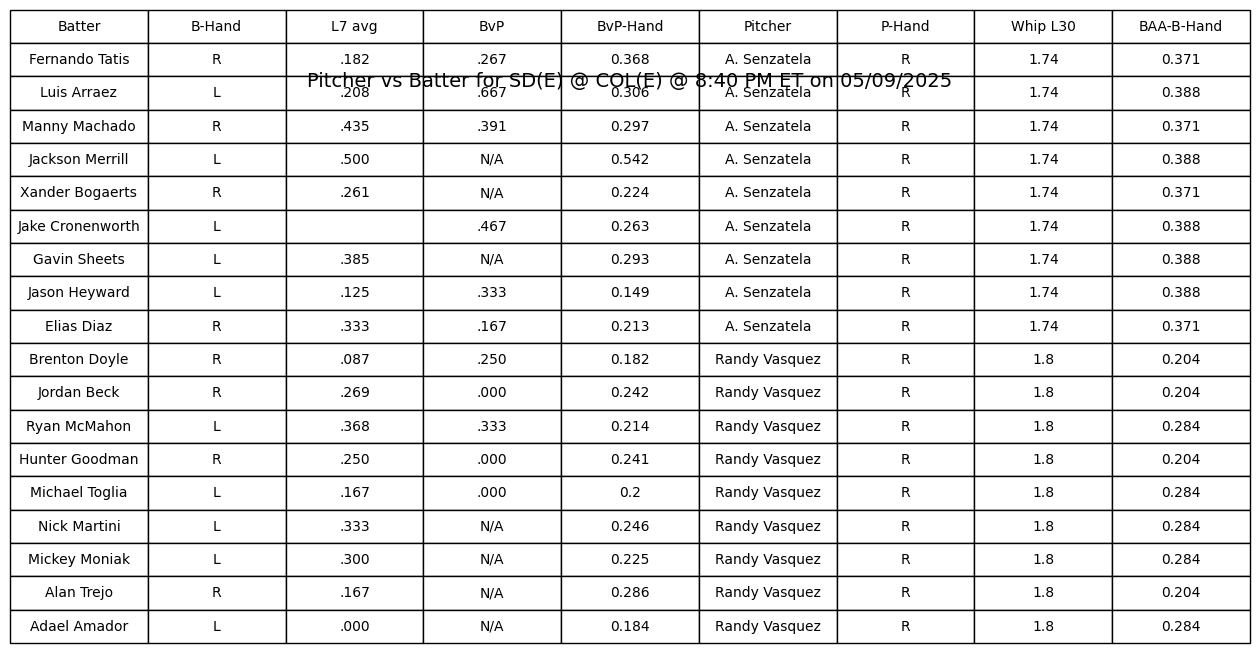 Batter B-Hand L7 avg BvP BvP-Hand Pitcher P-Hand Whip L30 BAA-B-Hand
Fernando Tatis R .182 .267 0.368 A. Senzatela R 1.74 0.371
Pitcher vs Batter for SD(E) @ COL(E) @ 8:40 PM ET on 05/09/2025
Luis Arraez L .208 .667 0.306 A. Senzatela R 1.74 0.388
Manny Machado R .435 .391 0.297 A. Senzatela R 1.74 0.371
Jackson Merrill L .500 N/A 0.542 A. Senzatela R 1.74 0.388
Xander Bogaerts R .261 N/A 0.224 A. Senzatela R 1.74 0.371
Jake Cronenworth L .467 0.263 A. Senzatela R 1.74 0.388
Gavin Sheets L .385 N/A 0.293 A. Senzatela R 1.74 0.388
Jason Heyward L .125 .333 0.149 A. Senzatela R 1.74 0.388
Elias Diaz R .333 .167 0.213 A. Senzatela R 1.74 0.371
Brenton Doyle R .087 .250 0.182 Randy Vasquez R 1.8 0.204
Jordan Beck R .269 .000 0.242 Randy Vasquez R 1.8 0.204
Ryan McMahon L .368 .333 0.214 Randy Vasquez R 1.8 0.284
Hunter Goodman R .250 .000 0.241 Randy Vasquez R 1.8 0.204
Michael Toglia L .167 .000 0.2 Randy Vasquez R 1.8 0.284
Nick Martini L .333 N/A 0.246 Randy Vasquez R 1.8 0.284
Mickey Moniak L .300 N/A 0.225 Randy Vasquez R 1.8 0.284
Alan Trejo R .167 N/A 0.286 Randy Vasquez R 1.8 0.204
Adael Amador L .000 N/A 0.184 Randy Vasquez R 1.8 0.284